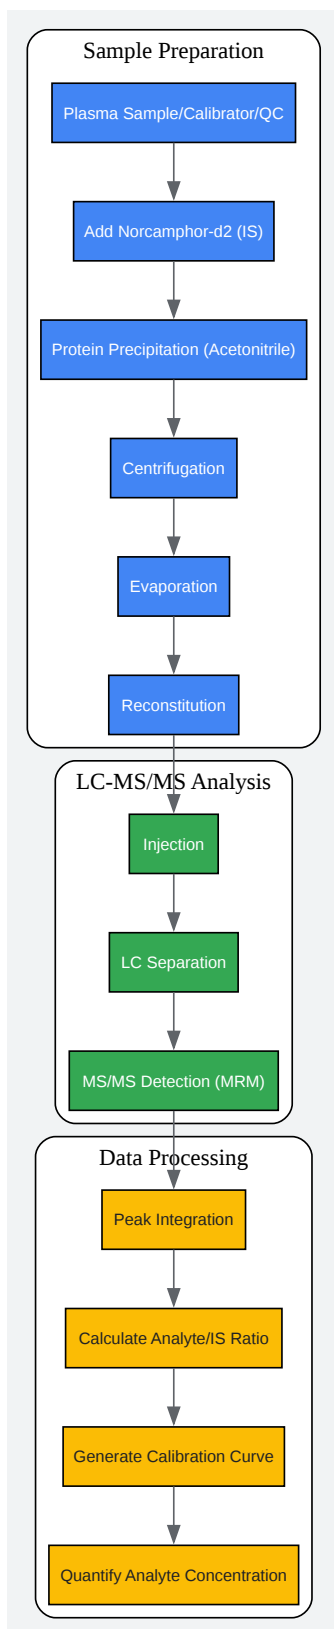 Sample Preparation
Plasma Sample/Calibrator/QC
Add Norcamphor-d2 (IS)
Protein Precipitation (Acetonitrile)
Centrifugation
Evaporation
Reconstitution
LC-MS/MS Analysis
Injection
LC Separation
MS/MS Detection (MRM)
Data Processing
Peak Integration
Calculate Analyte/IS Ratio
Generate Calibration Curve
Quantify Analyte Concentration